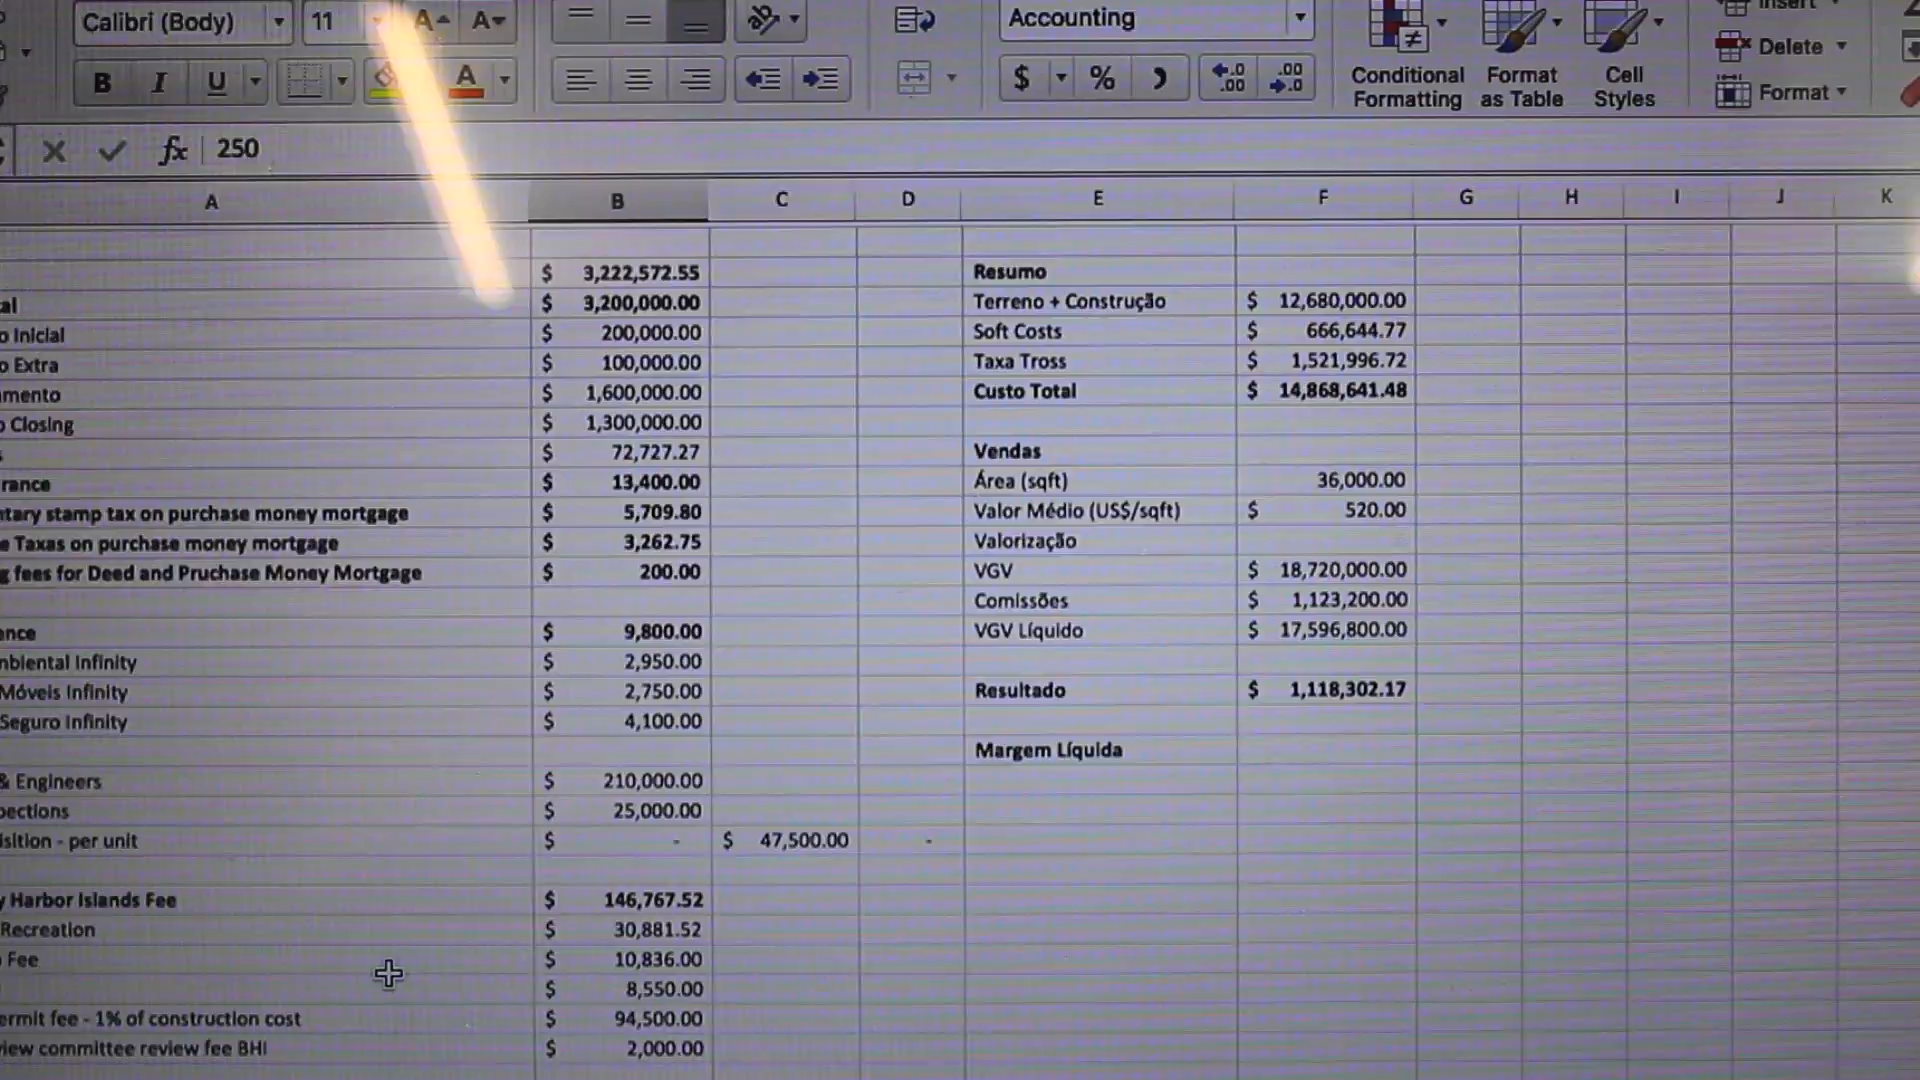 Calibri (Body) 11 A A Accounting Insert
B I U A $ % .0 .00 .00 .0 Conditional Formatting Format as Table Cell Styles Delete Format
fx 250
A B C D E F G H I J K
$ 3,222,572.55 Resumo
al $ 3,200,000.00 Terreno + Construção $ 12,680,000.00
o Inicial $ 200,000.00 Soft Costs $ 666,644.77
o Extra $ 100,000.00 Taxa Tross $ 1,521,996.72
mento $ 1,600,000.00 Custo Total $ 14,868,641.48
o Closing $ 1,300,000.00
$ 72,727.27 Vendas
rance $ 13,400.00 Área (sqft) 36,000.00
tary stamp tax on purchase money mortgage $ 5,709.80 Valor Médio (US$/sqft) $ 520.00
e Taxas on purchase money mortgage $ 3,262.75 Valorização
g fees for Deed and Pruchase Money Mortgage $ 200.00 VGV $ 18,720,000.00
Comissões $ 1,123,200.00
ence $ 9,800.00 VGV Líquido $ 17,596,800.00
mbiental Infinity $ 2,950.00
Móveis Infinity $ 2,750.00 Resultado $ 1,118,302.17
Seguro Infinity $ 4,100.00
Margem Líquida
& Engineers $ 210,000.00
pections $ 25,000.00
isition - per unit $ - $ 47,500.00 -
y Harbor Islands Fee $ 146,767.52
Recreation $ 30,881.52
Fee $ 10,836.00
$ 8,550.00
ermit fee - 1% of construction cost $ 94,500.00
iew committee review fee BHI $ 2,000.00